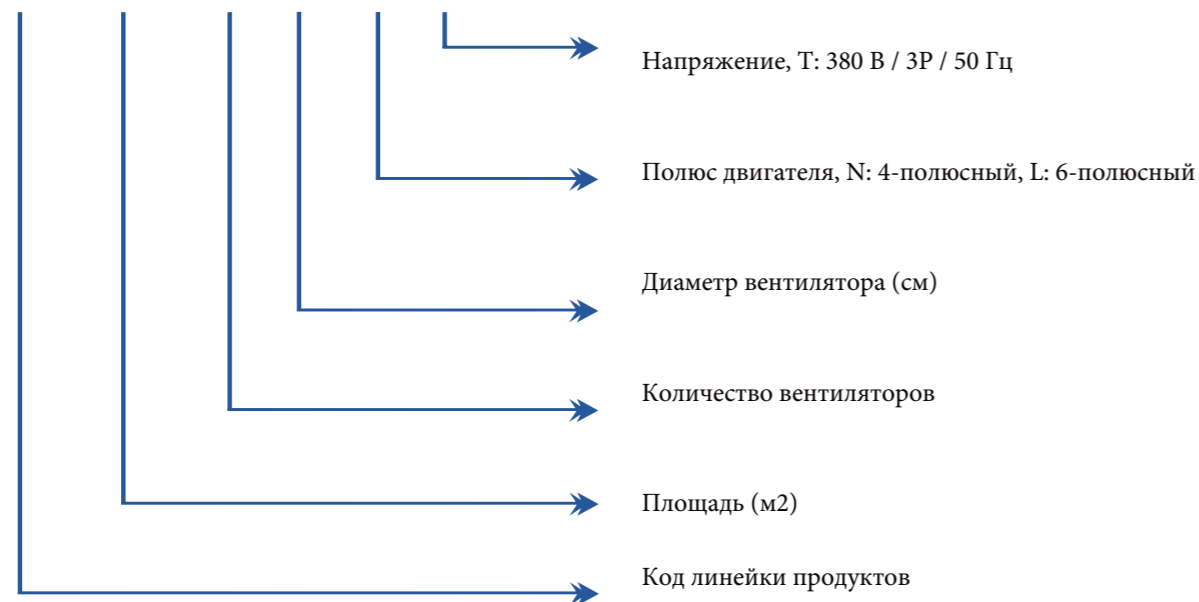 Напряжение, T: 380 В / 3P / 50 Гц
Полюс двигателя, N: 4-полюсный, L: 6-полюсный
Диаметр вентилятора (см)
Количество вентиляторов
Площадь (м2)
Код линейки продуктов